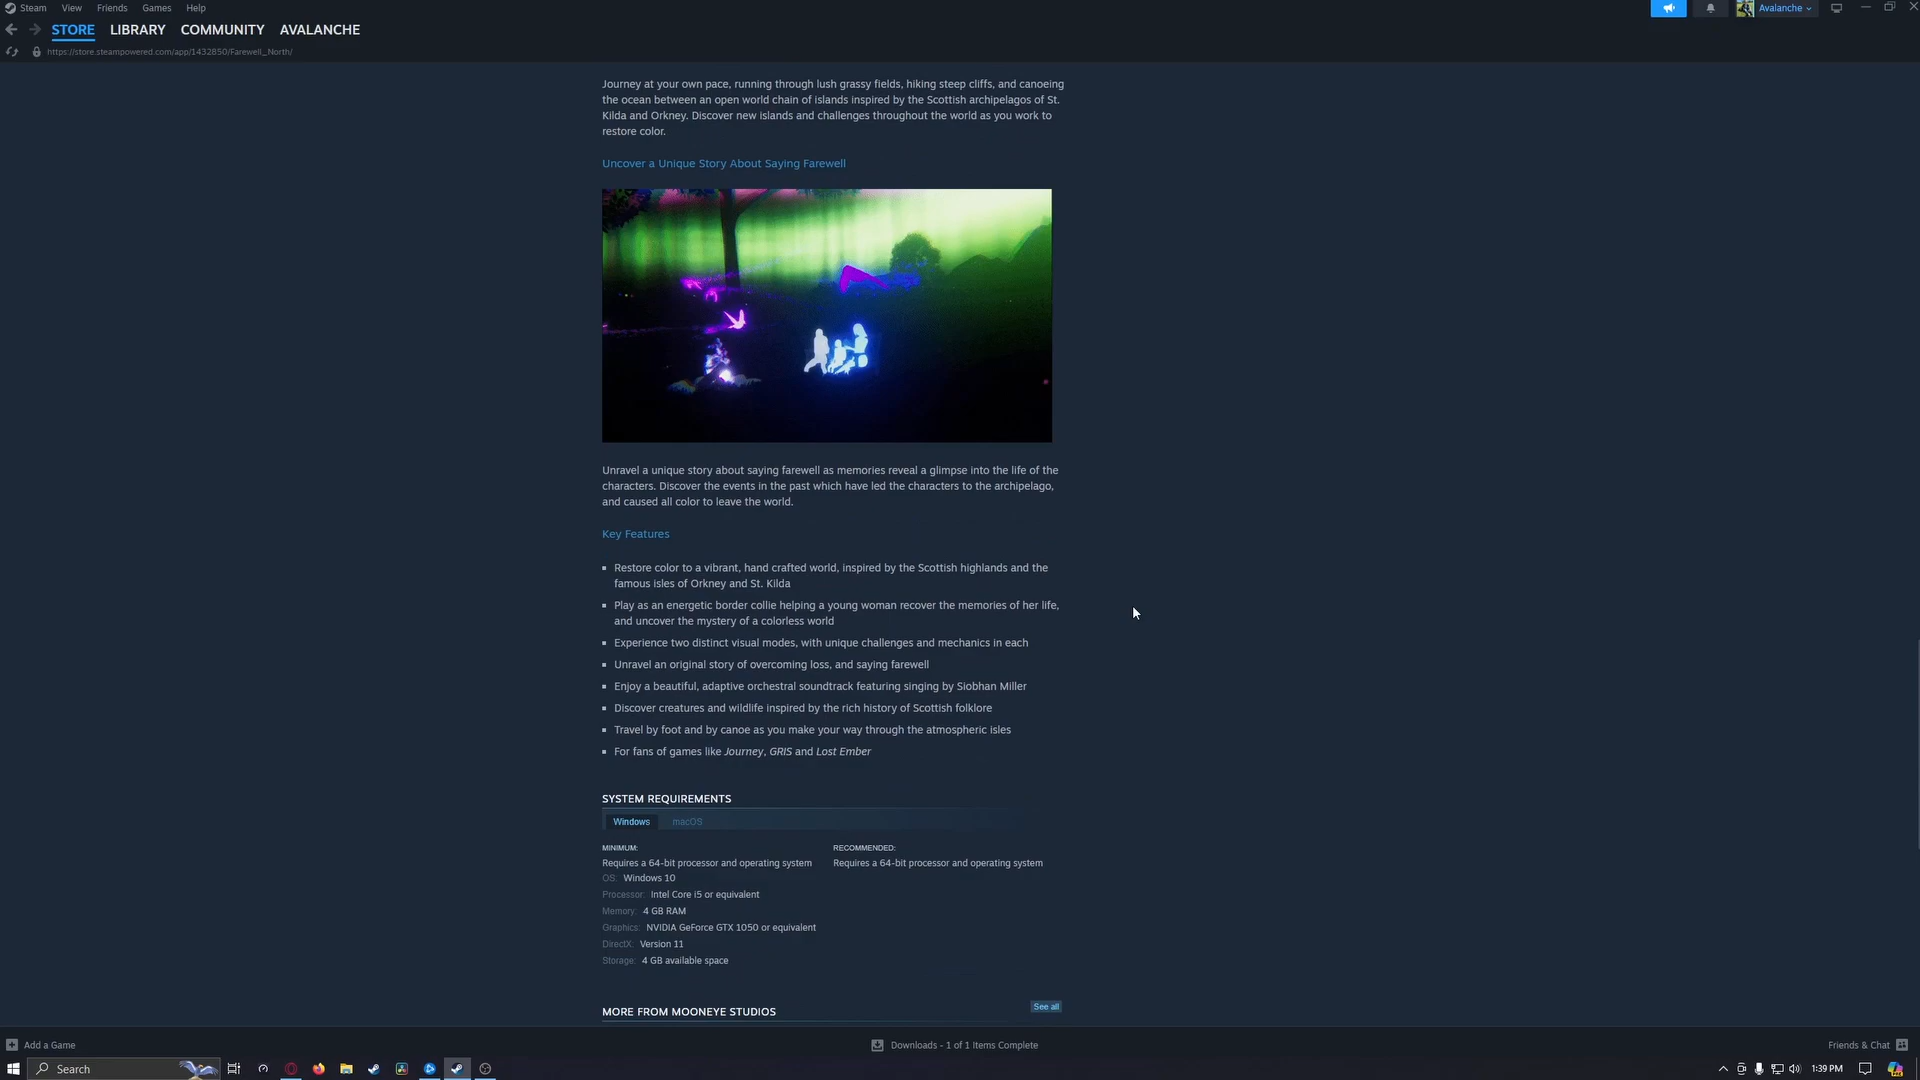 Steam View Friends Games Help
Avalanche
STORE LIBRARY COMMUNITY AVALANCHE
https://store.steampowered.com/app/1432850/Farewell_North/
Journey at your own pace, running through lush grassy fields, hiking steep cliffs, and canoeing
the ocean between an open world chain of islands inspired by the Scottish archipelagos of St.
Kilda and Orkney. Discover new islands and challenges throughout the world as you work to
restore color.
Uncover a Unique Story About Saying Farewell
Unravel a unique story about saying farewell as memories reveal a glimpse into the life of the
characters. Discover the events in the past which have led the characters to the archipelago,
and caused all color to leave the world.
Key Features
Restore color to a vibrant, hand crafted world, inspired by the Scottish highlands and the
famous isles of Orkney and St. Kilda
Play as an energetic border collie helping a young woman recover the memories of her life,
and uncover the mystery of a colorless world
Experience two distinct visual modes, with unique challenges and mechanics in each
Unravel an original story of overcoming loss, and saying farewell
Enjoy a beautiful, adaptive orchestral soundtrack featuring singing by Siobhan Miller
Discover creatures and wildlife inspired by the rich history of Scottish folklore
Travel by foot and by canoe as you make your way through the atmospheric isles
For fans of games like Journey, GRIS and Lost Ember
SYSTEM REQUIREMENTS
Windows macOS
MINIMUM: RECOMMENDED:
Requires a 64-bit processor and operating system Requires a 64-bit processor and operating system
OS: Windows 10
Processor: Intel Core i5 or equivalent
Memory: 4 GB RAM
Graphics: NVIDIA GeForce GTX 1050 or equivalent
DirectX: Version 11
Storage: 4 GB available space
See all
MORE FROM MOONEYE STUDIOS
Add a Game Downloads - 1 of 1 Items Complete Friends & Chat
Search 1:39 PM